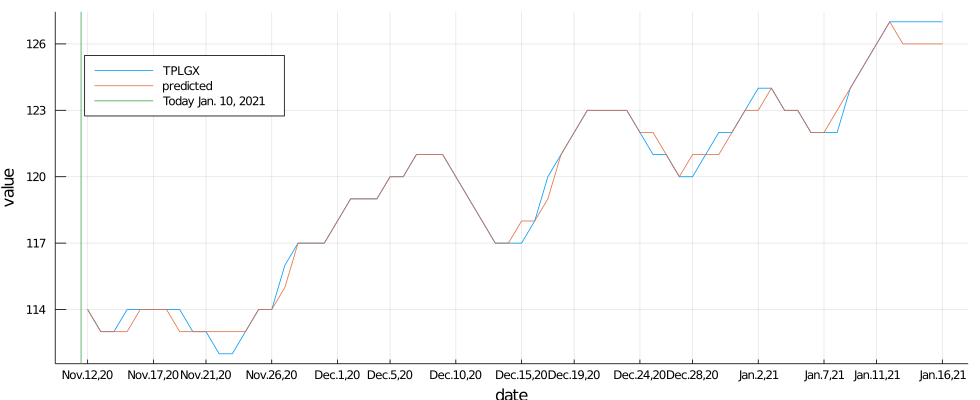 126
123
120
117
114
value
TPLGX
predicted
Today Jan. 10, 2021
Nov.12,20 Nov.17,20 Nov.21,20 Nov.26,20 Dec.1,20 Dec.5,20 Dec.10,20 Dec.15,20 Dec.19,20 Dec.24,20 Dec.28,20 Jan.2,21 Jan.7,21 Jan.11,21 Jan.16,21
date